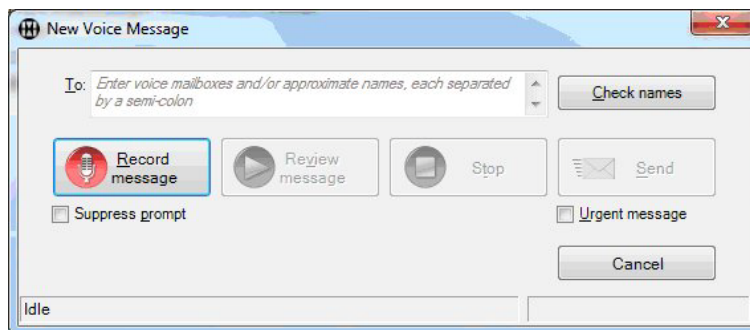 New Voice Message
To: Enter voice mailboxes and/or approximate names, each separated
by a semi-colon
Check names
Record
message
Review
message
Stop
Send
Suppress prompt
Urgent message
Cancel
Idle